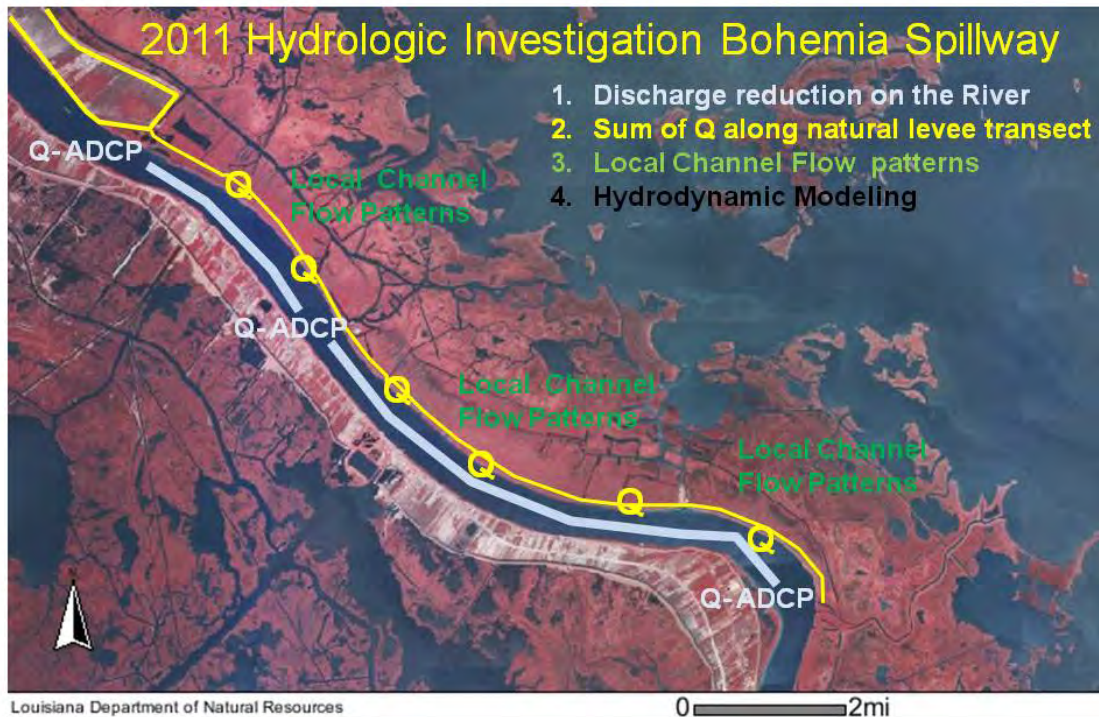 2011 Hydrologic Investigation Bohemia Spillway
1. Discharge reduction on the River
2. Sum of Q along natural levee transect
3. Local Channel Flow patterns
4. Hydrodynamic Modeling
Q-ADCP
Q
Local Channel
Flow Patterns
Q
Q-ADCP
Q
Local Channel
Flow Patterns
Q
Q
Local Channel
Flow Patterns
Q
Q-ADCP
Louisiana Department of Natural Resources
0 2mi